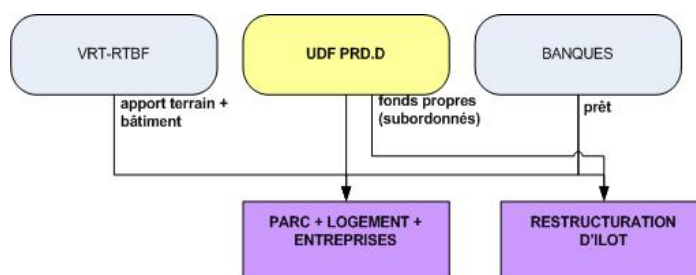 VRT-RTBF
UDF PRD.D
BANQUES
apport terrain +
bâtiment
fonds propres
(subordonnés)
prêt
PARC + LOGEMENT +
ENTREPRISES
RESTRUCTURATION
D'ILOT